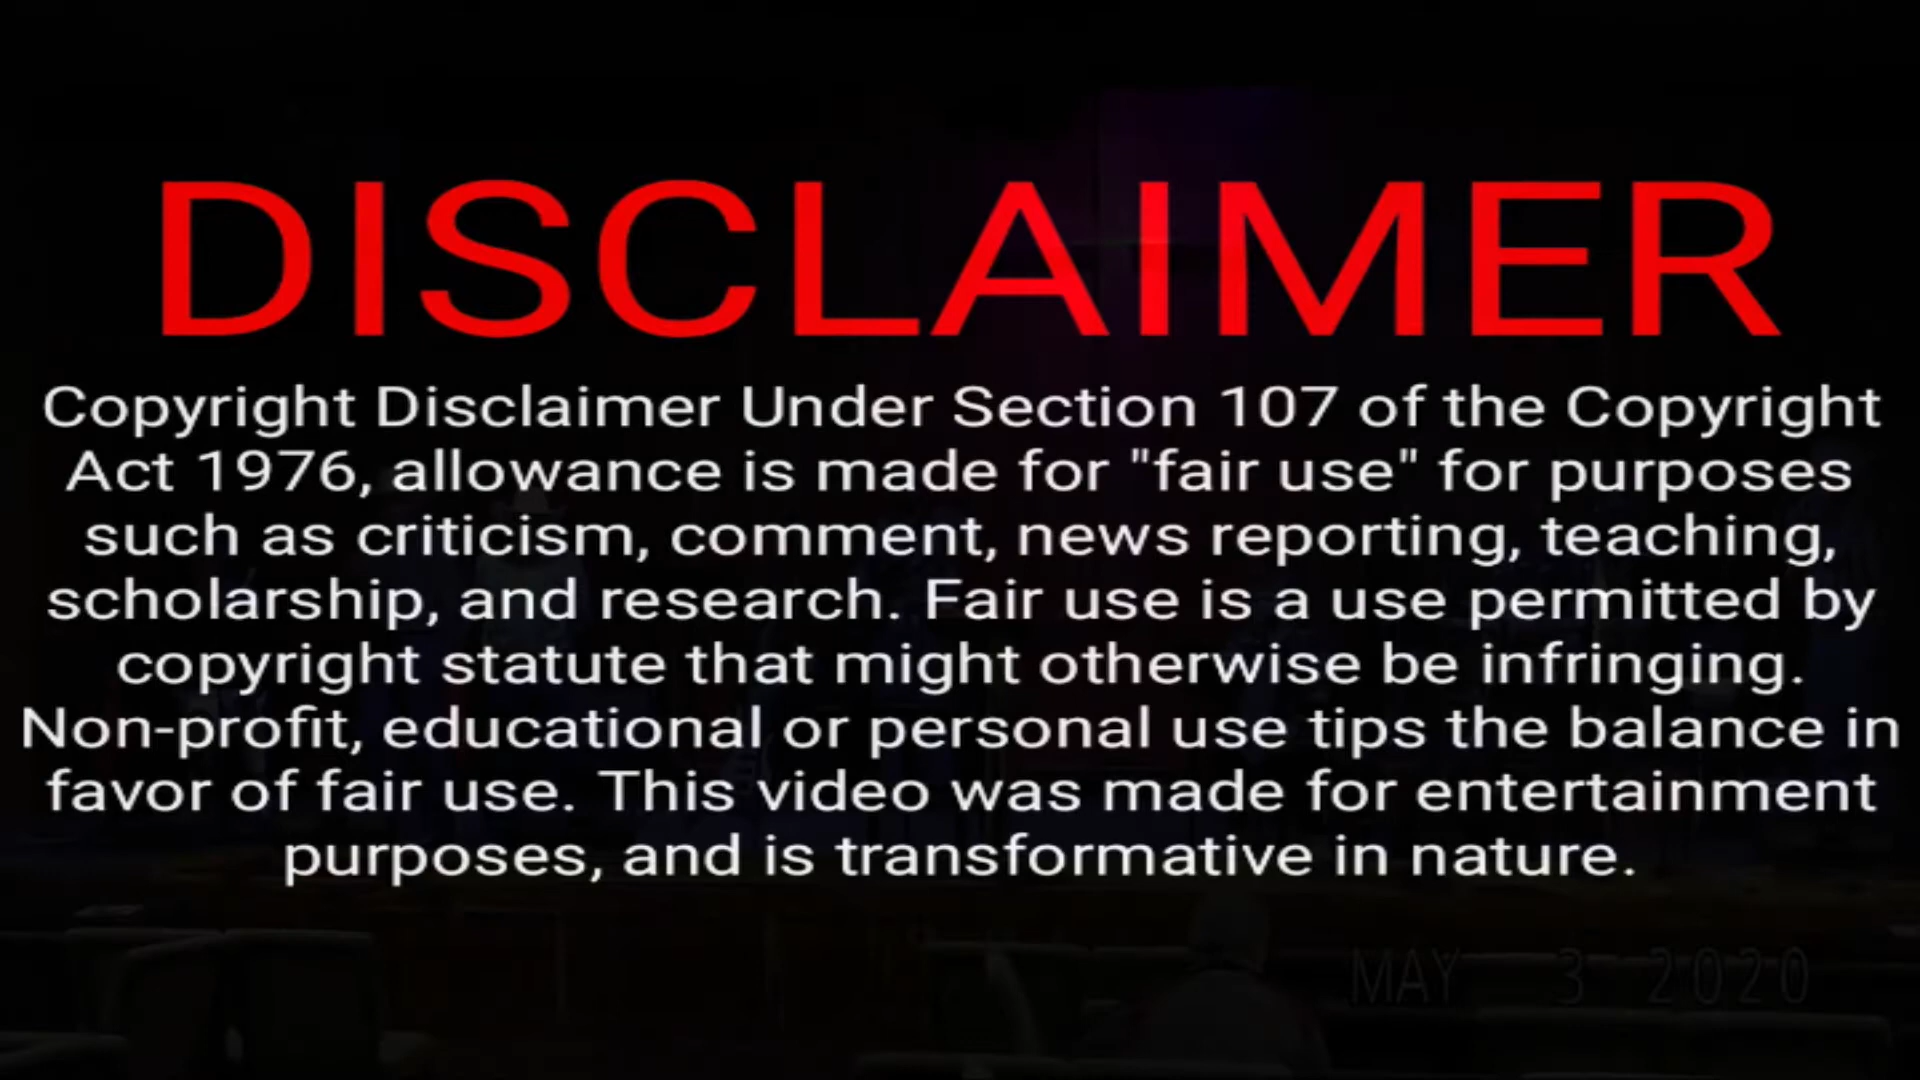 DISCLAIMER
Copyright Disclaimer Under Section 107 of the Copyright
Act 1976, allowance is made for "fair use" for purposes
such as criticism, comment, news reporting, teaching,
scholarship, and research. Fair use is a use permitted by
copyright statute that might otherwise be infringing.
Non-profit, educational or personal use tips the balance in
favor of fair use. This video was made for entertainment
purposes, and is transformative in nature.
MAY 3 2020